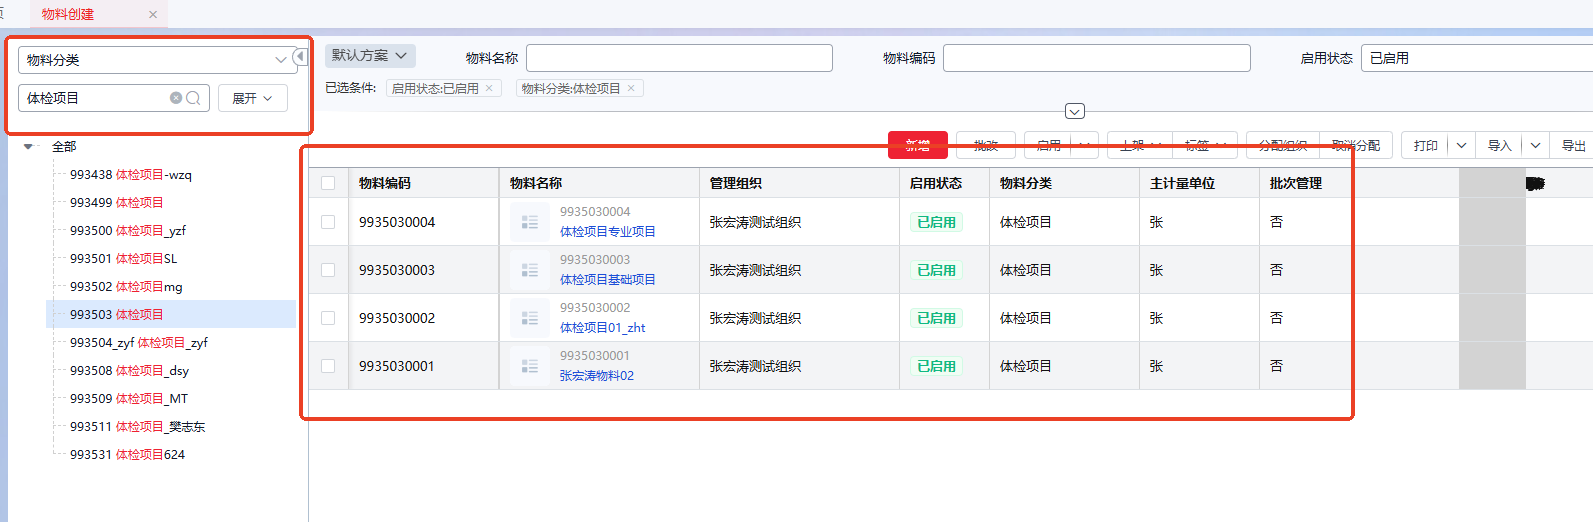 页
物料创建
物料分类
体检项目
展开
全部
993438 体检项目-wzq
993499 体检项目
993500 体检项目_yzf
993501 体检项目SL
993502 体检项目mg
993503 体检项目
993504_zyf 体检项目_zyf
993508 体检项目_dsy
993509 体检项目_MT
993511 体检项目_樊志东
993531 体检项目624
默认方案
物料名称
物料编码
启用状态 已启用
已选条件: 启用状态:已启用 物料分类:体检项目
新增 批改 启用 上架 标签 分配组织 取消分配 打印 导入 导出
物料编码 物料名称 管理组织 启用状态 物料分类 主计量单位 批次管理
9935030004 9935030004 体检项目专业项目 张宏涛测试组织 已启用 体检项目 张 否
9935030003 9935030003 体检项目基础项目 张宏涛测试组织 已启用 体检项目 张 否
9935030002 9935030002 体检项目01_zht 张宏涛测试组织 已启用 体检项目 张 否
9935030001 9935030001 张宏涛物料02 张宏涛测试组织 已启用 体检项目 张 否